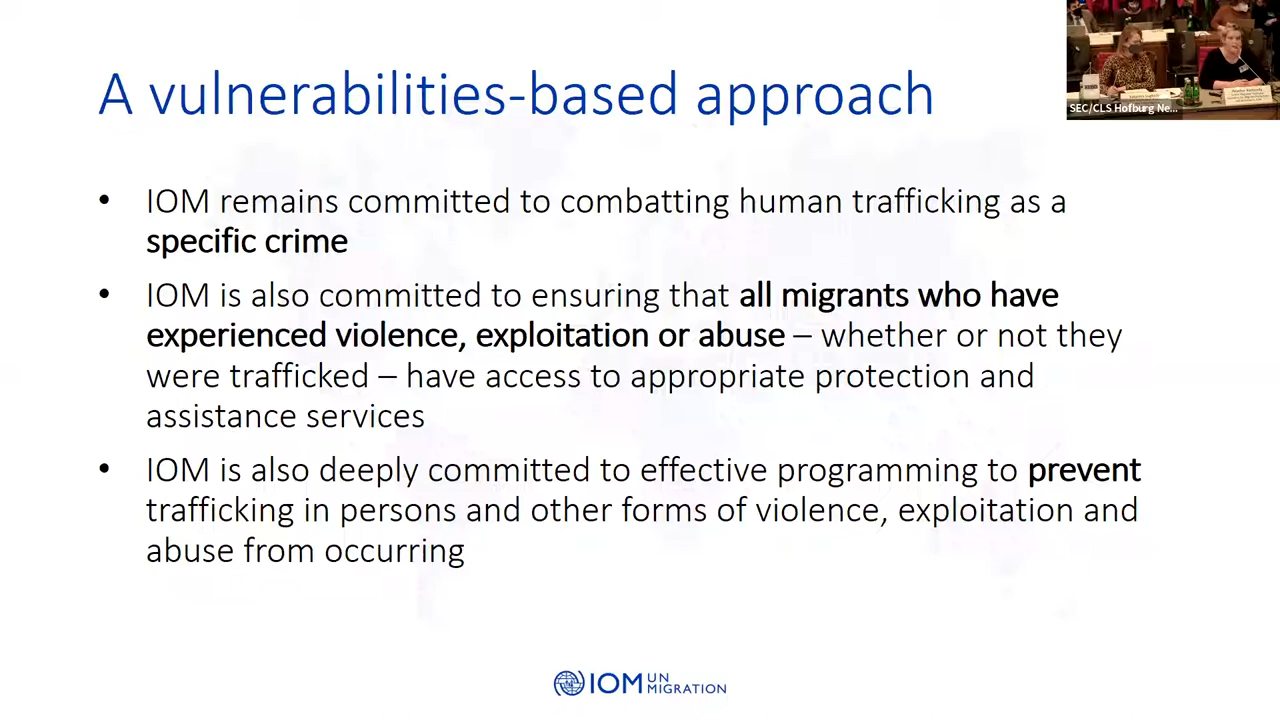 A vulnerabilities-based approach
SEC/CLS Hofburg Ne...
• IOM remains committed to combatting human trafficking as a
specific crime
• IOM is also committed to ensuring that all migrants who have
experienced violence, exploitation or abuse – whether or not they
were trafficked – have access to appropriate protection and
assistance services
• IOM is also deeply committed to effective programming to prevent
trafficking in persons and other forms of violence, exploitation and
abuse from occurring
IOM UN
MIGRATION